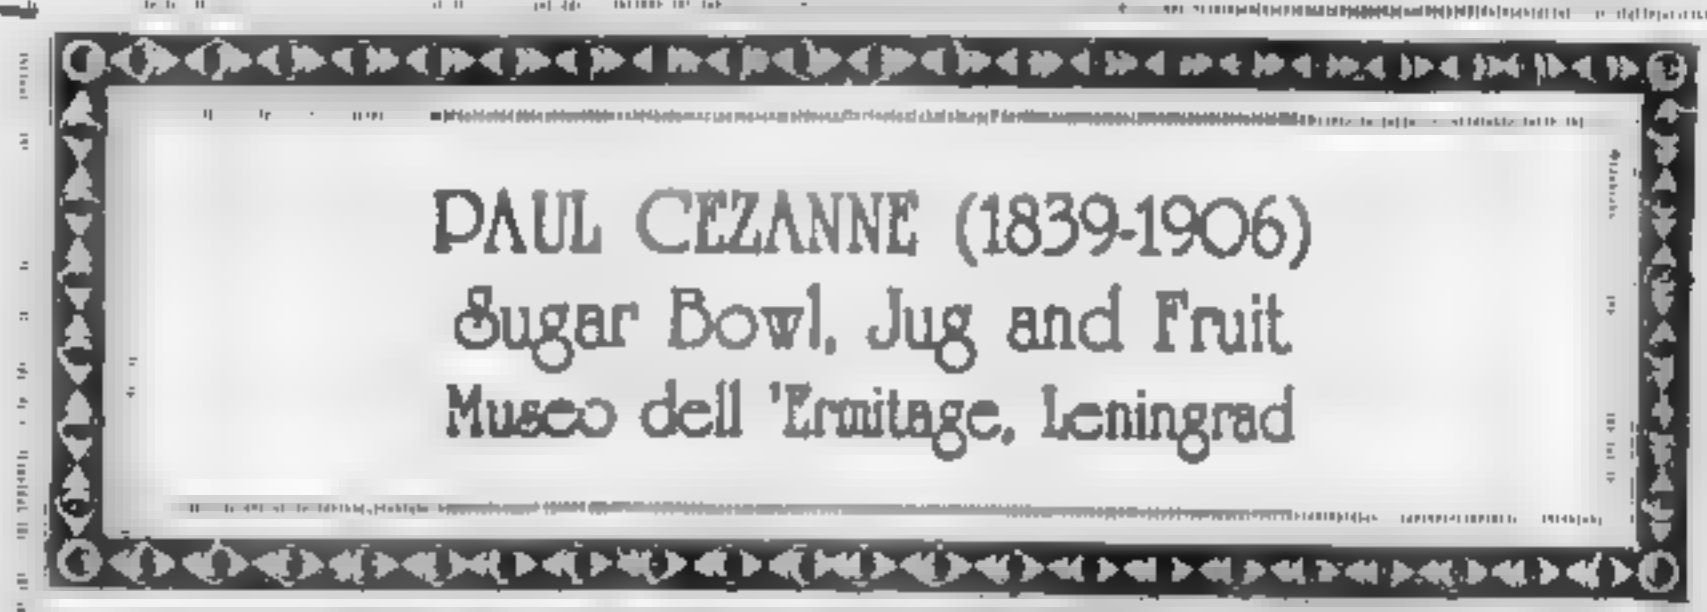 PAUL CEZANNE (1839-1906)
Sugar Bowl, Jug and Fruit
Museo dell 'Ermitage, Leningrad